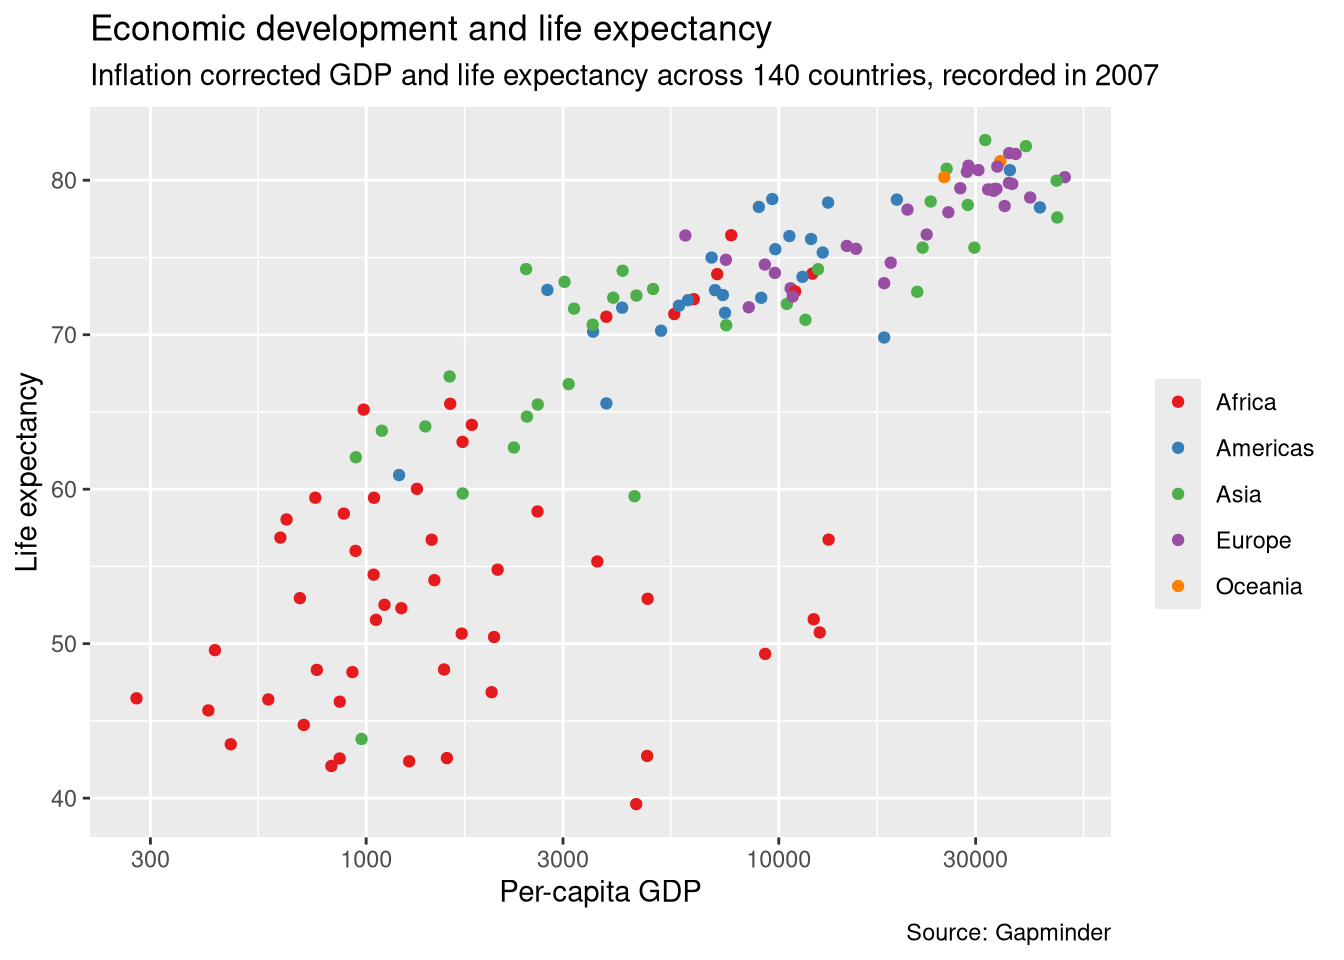 Economic development and life expectancy
Inflation corrected GDP and life expectancy across 140 countries, recorded in 2007
Life expectancy
80
70
60
50
40
300
1000
3000
10000
30000
Per-capita GDP
Africa
Americas
Asia
Europe
Oceania
Source: Gapminder